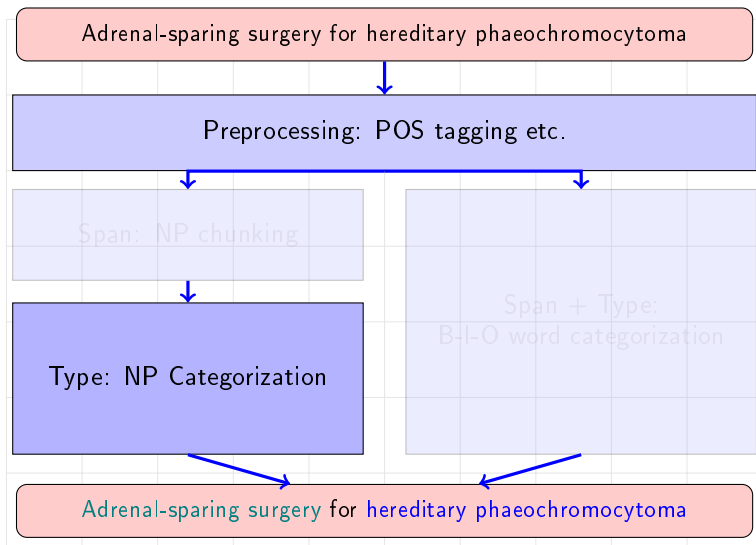 Adrenal-sparing surgery for hereditary phaeochromocytoma
Preprocessing: POS tagging etc.
Span: NP chunking
Span + Type:
B-I-O word categorization
Type: NP Categorization
Adrenal-sparing surgery for hereditary phaeochromocytoma